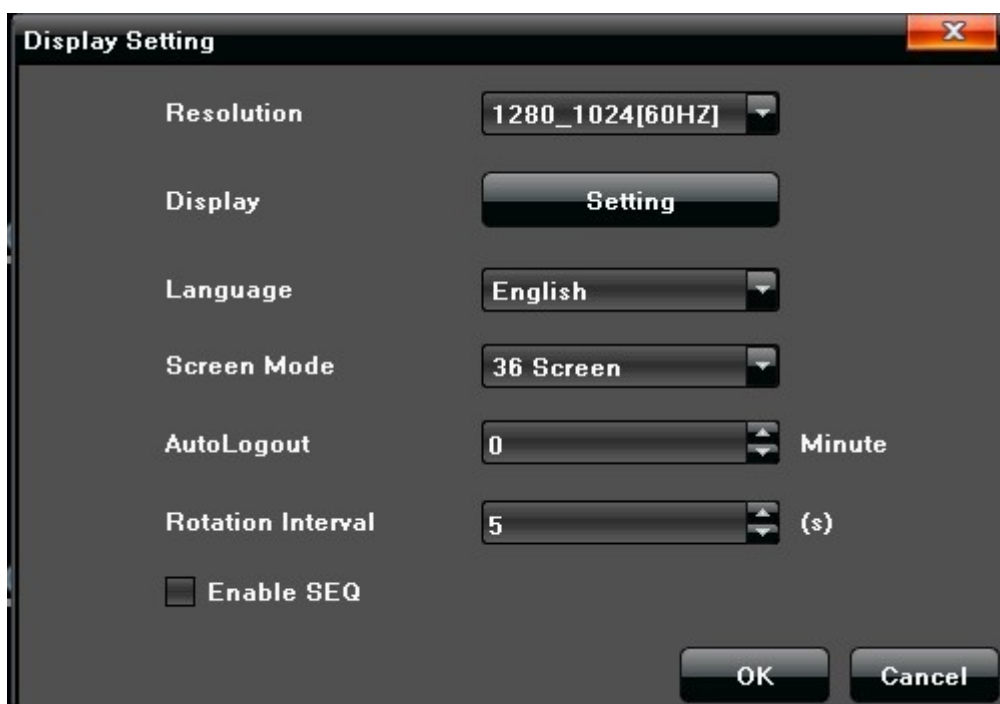 Display Setting
X
Resolution 1280_1024[60HZ]
Display Setting
Language English
Screen Mode 36 Screen
AutoLogout 0 Minute
Rotation Interval 5 (s)
Enable SEQ
OK Cancel